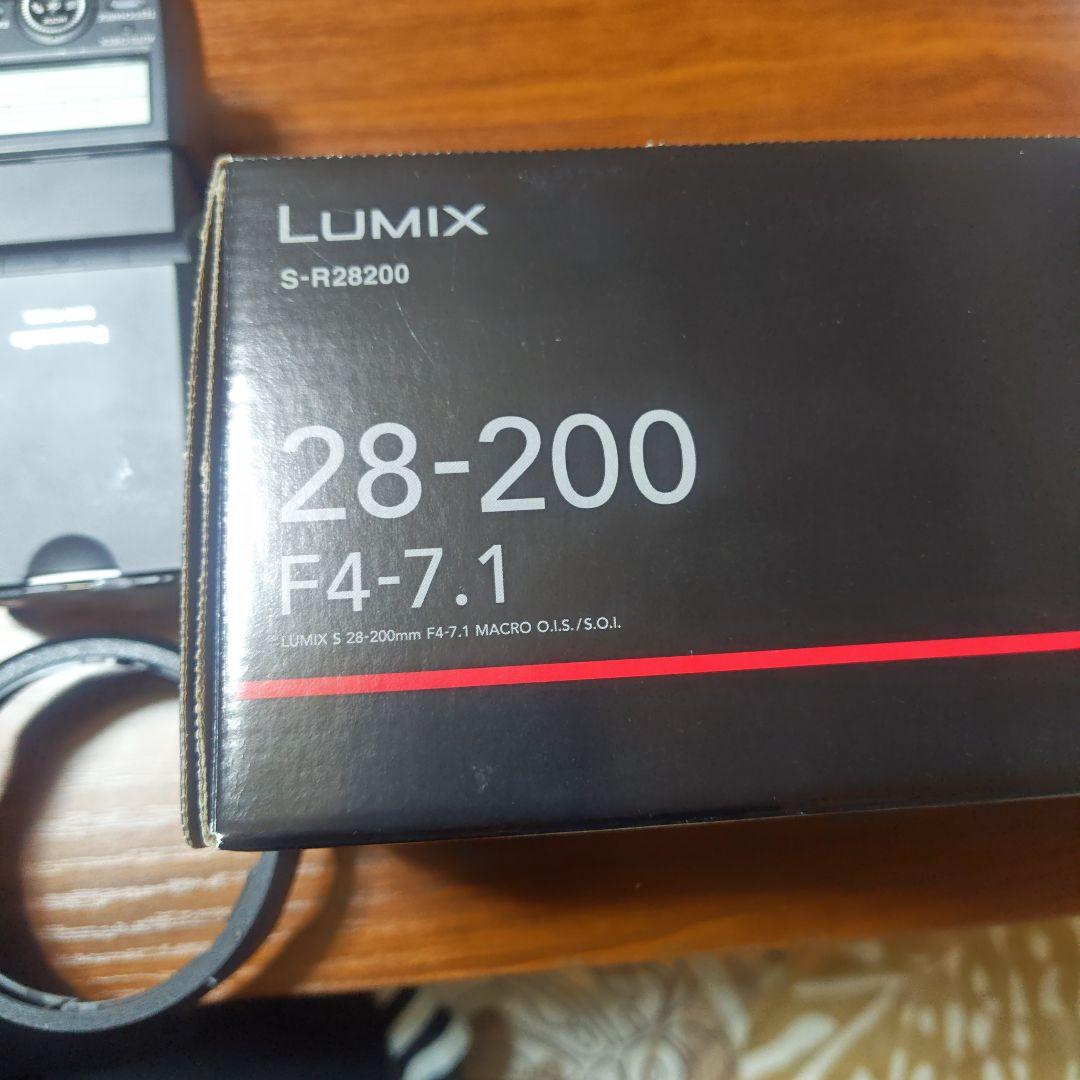 LUMIX
S-R28200
28-200
F4-7.1
LUMIX S 28-200mm F4-7.1 MACRO O.I.S./S.O.I.